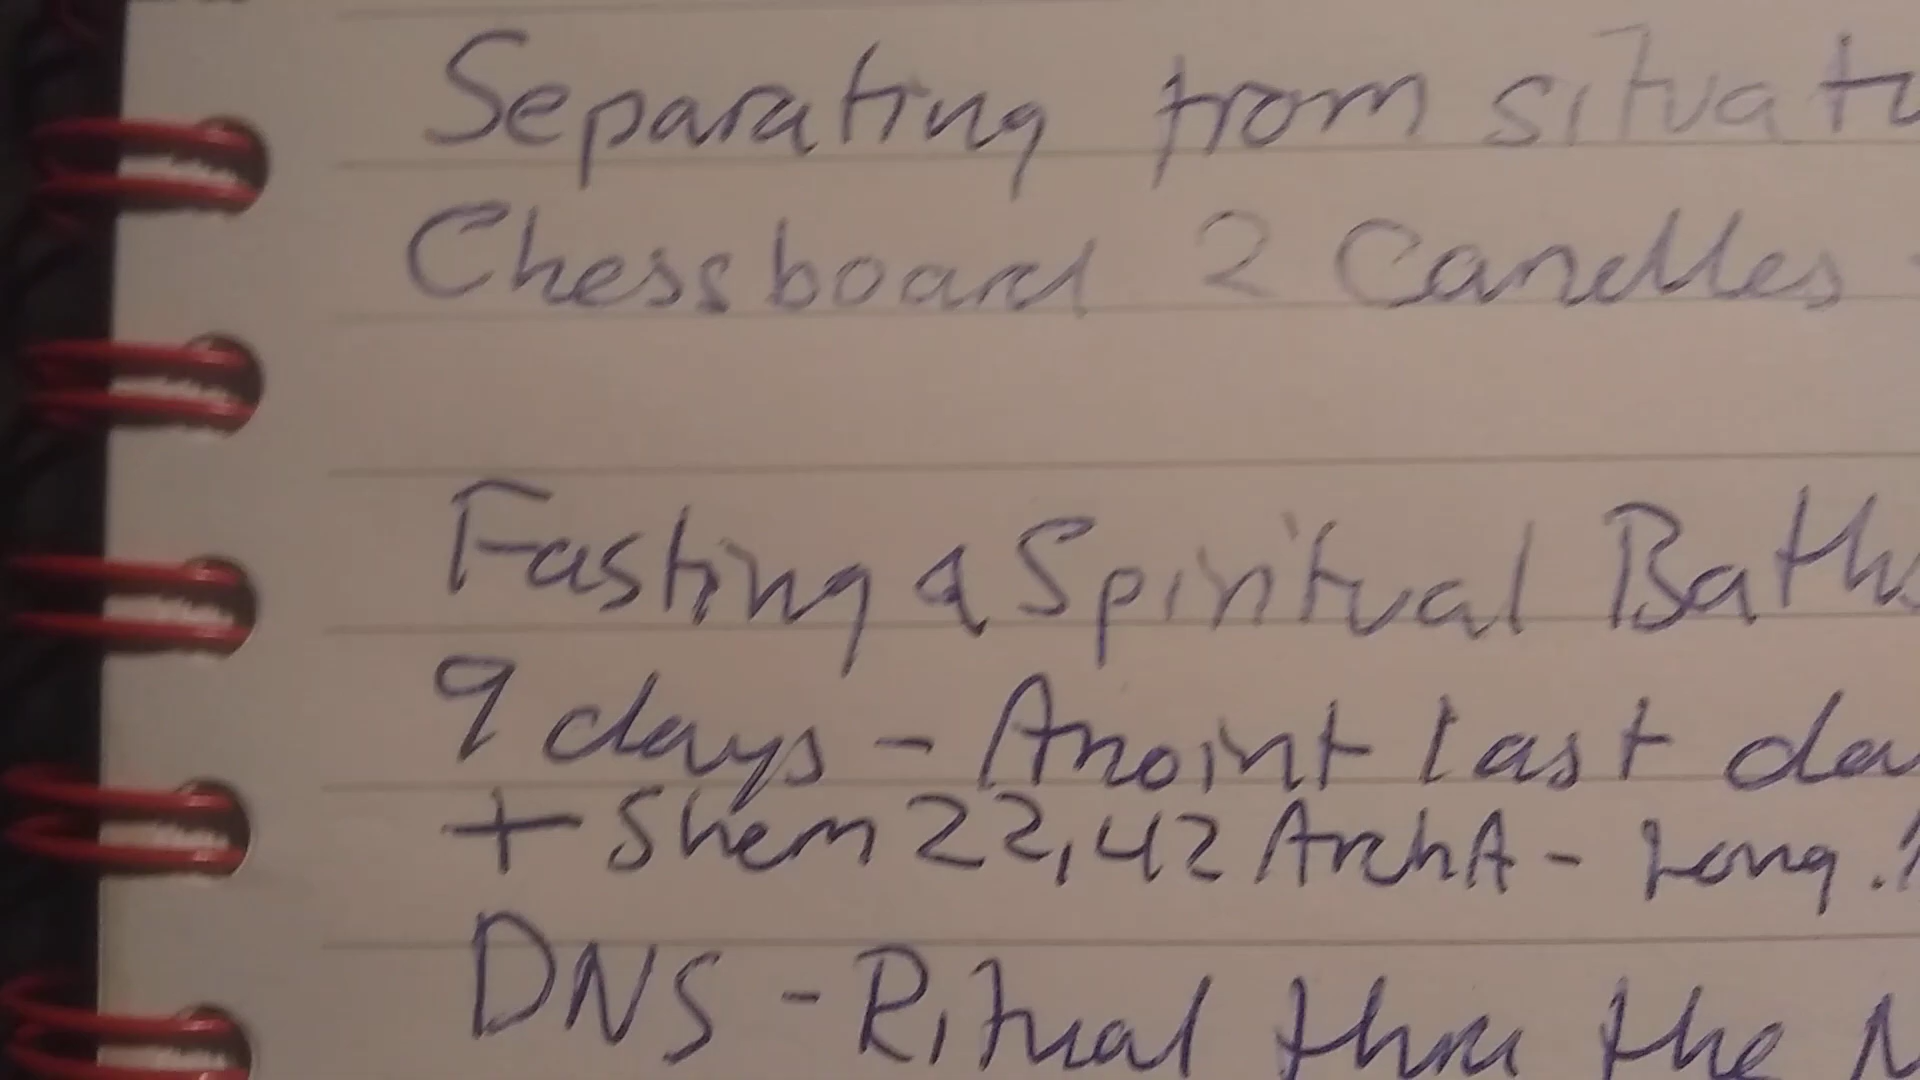 Separating from situat
Chessboard 2 Candles
Fasting & Spiritual Baths
9 days - Anoint last da
+ Shem 22,42 ArchA - Long.
DNS - Ritual thru the